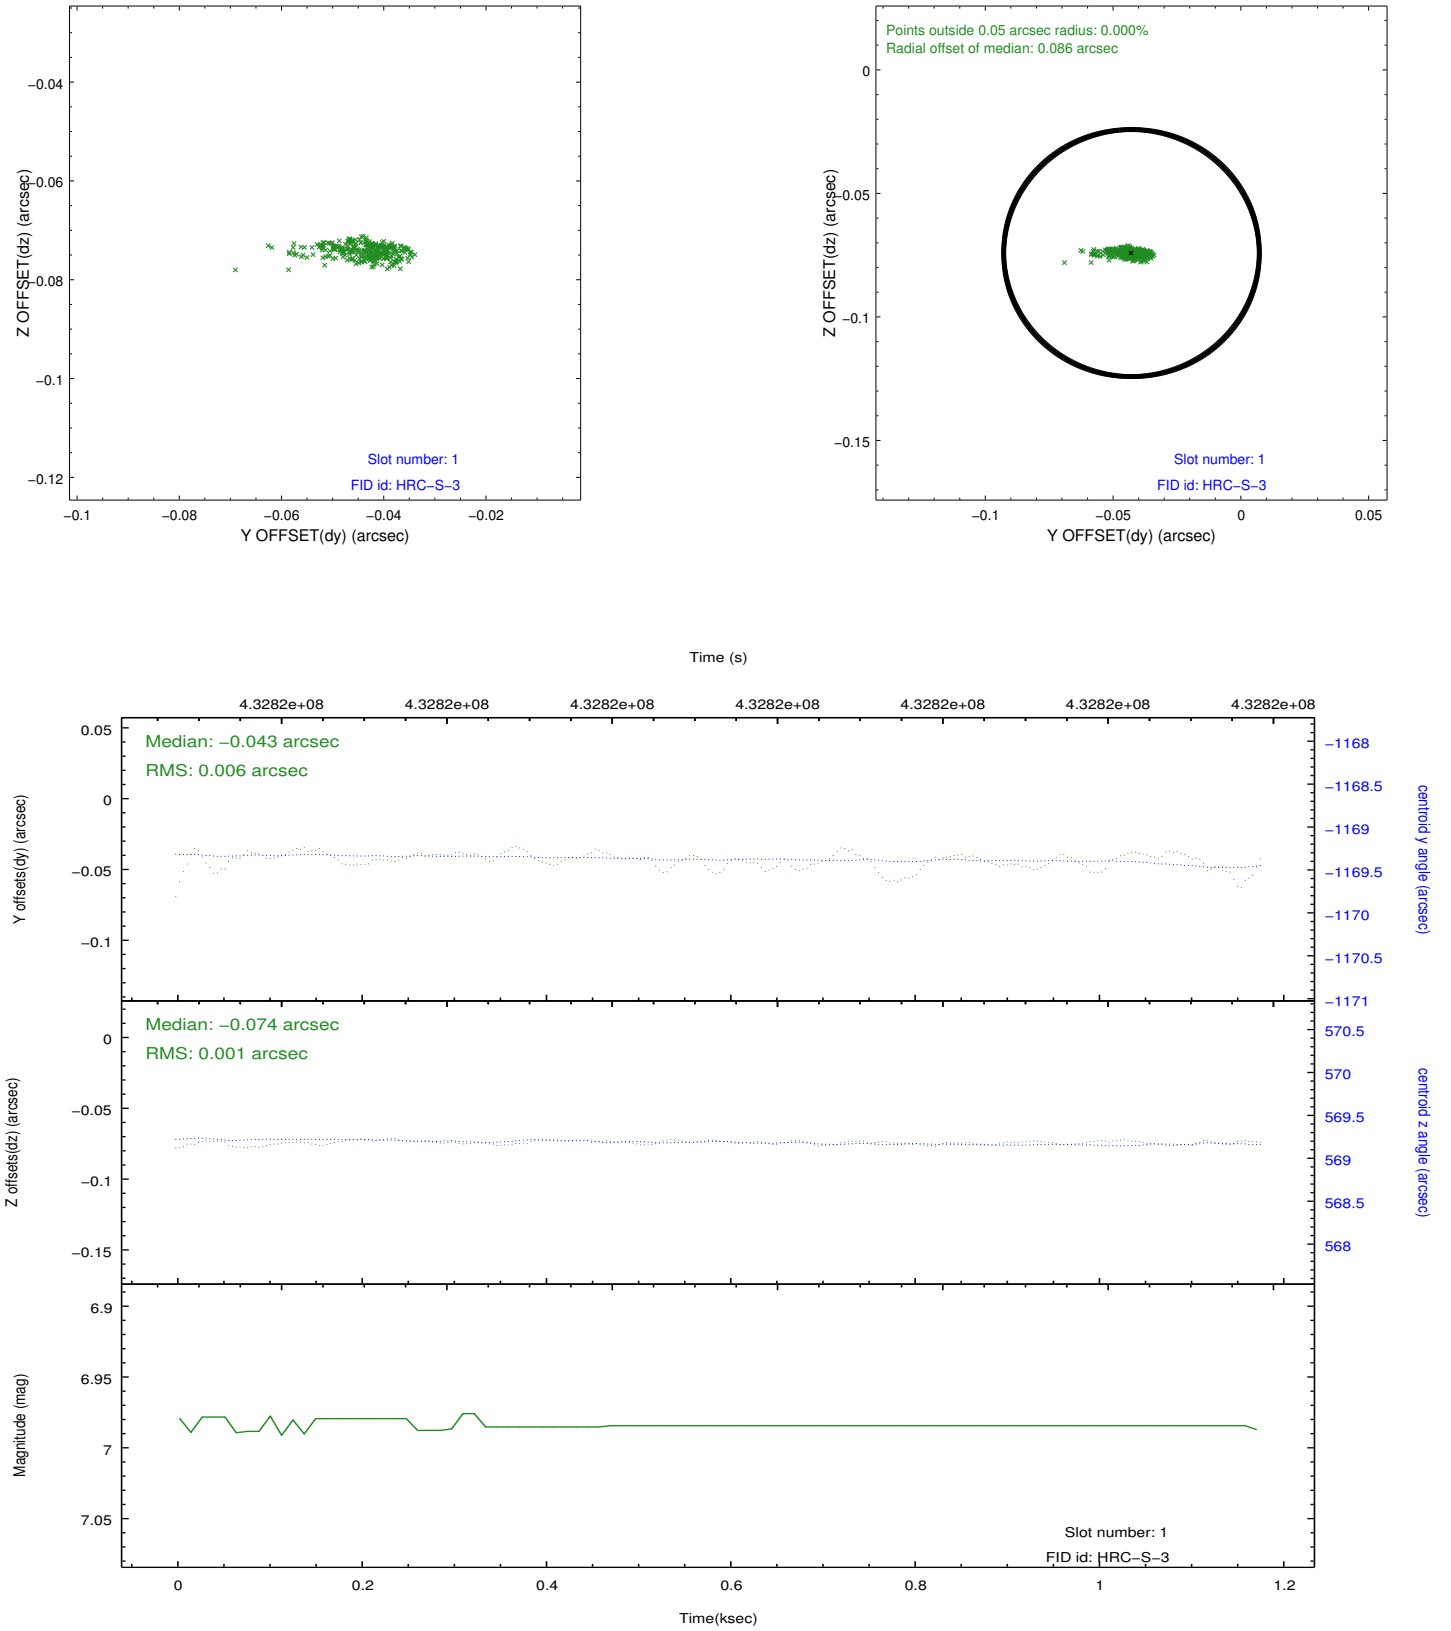 −0.04
−0.06
−0.08
−0.1
−0.12
Z OFFSET(dz) (arcsec)
Slot number: 1
FID id: HRC−S−3
−0.1
−0.08
−0.06
−0.04
−0.02
Y OFFSET(dy) (arcsec)
Points outside 0.05 arcsec radius: 0.000%
Radial offset of median: 0.086 arcsec
0
−0.05
−0.1
−0.15
Z OFFSET(dz) (arcsec)
Slot number: 1
FID id: HRC−S−3
−0.1
−0.05
0
0.05
Y OFFSET(dy) (arcsec)
Time (s)
4.3282e+08
4.3282e+08
4.3282e+08
4.3282e+08
4.3282e+08
4.3282e+08
4.3282e+08
Median: −0.043 arcsec
RMS: 0.006 arcsec
0.05
0
−0.05
−0.1
Y offsets(dy) (arcsec)
−1168
−1168.5
−1169
−1169.5
−1170
−1170.5
−1171
centroid y angle (arcsec)
Median: −0.074 arcsec
RMS: 0.001 arcsec
0
−0.05
−0.1
−0.15
Z offsets(dz) (arcsec)
570.5
570
569.5
569
568.5
568
centroid z angle (arcsec)
6.9
6.95
7
7.05
Magnitude (mag)
Slot number: 1
FID id: HRC−S−3
0
0.2
0.4
0.6
0.8
1
1.2
Time(ksec)